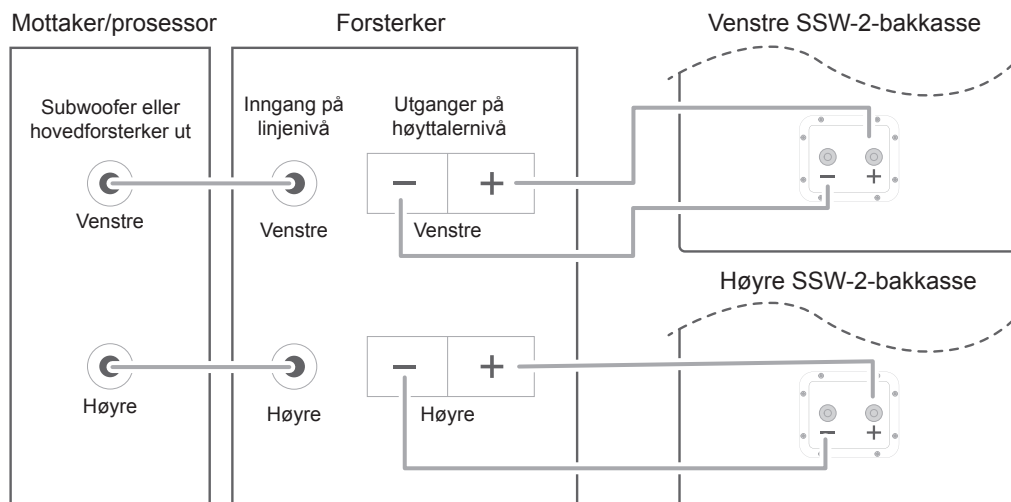 Mottaker/prosessor
Forsterker
Venstre SSW-2-bakkasse
Subwoofer eller
hovedforsterker ut
Inngang på
linjenivå
Utganger på
høyttalernivå
− +
− +
Venstre
Venstre
Venstre
Høyre SSW-2-bakkasse
− +
− +
Høyre
Høyre
Høyre